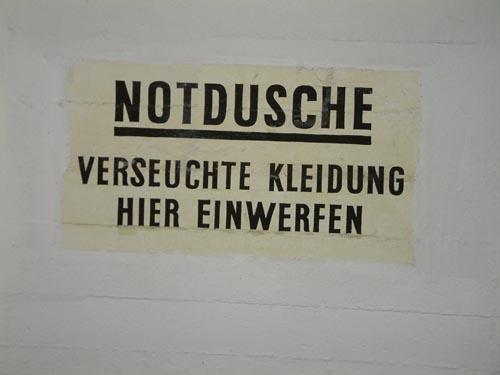 NOTDUSCHE
VERSEUCHTE KLEIDUNG
HIER EINWERFEN